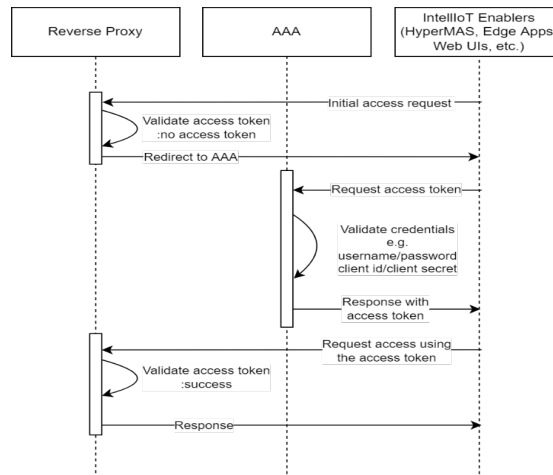 Reverse Proxy
AAA
IntellIoT Enablers
(HyperMAS, Edge Apps
Web UIs, etc.)
Initial access request
Validate access token
:no access token
Redirect to AAA
Request access token
Validate credentials
e.g.
username/password
client id/client secret
Response with
access token
Request access using
the access token
Validate access token
:success
Response